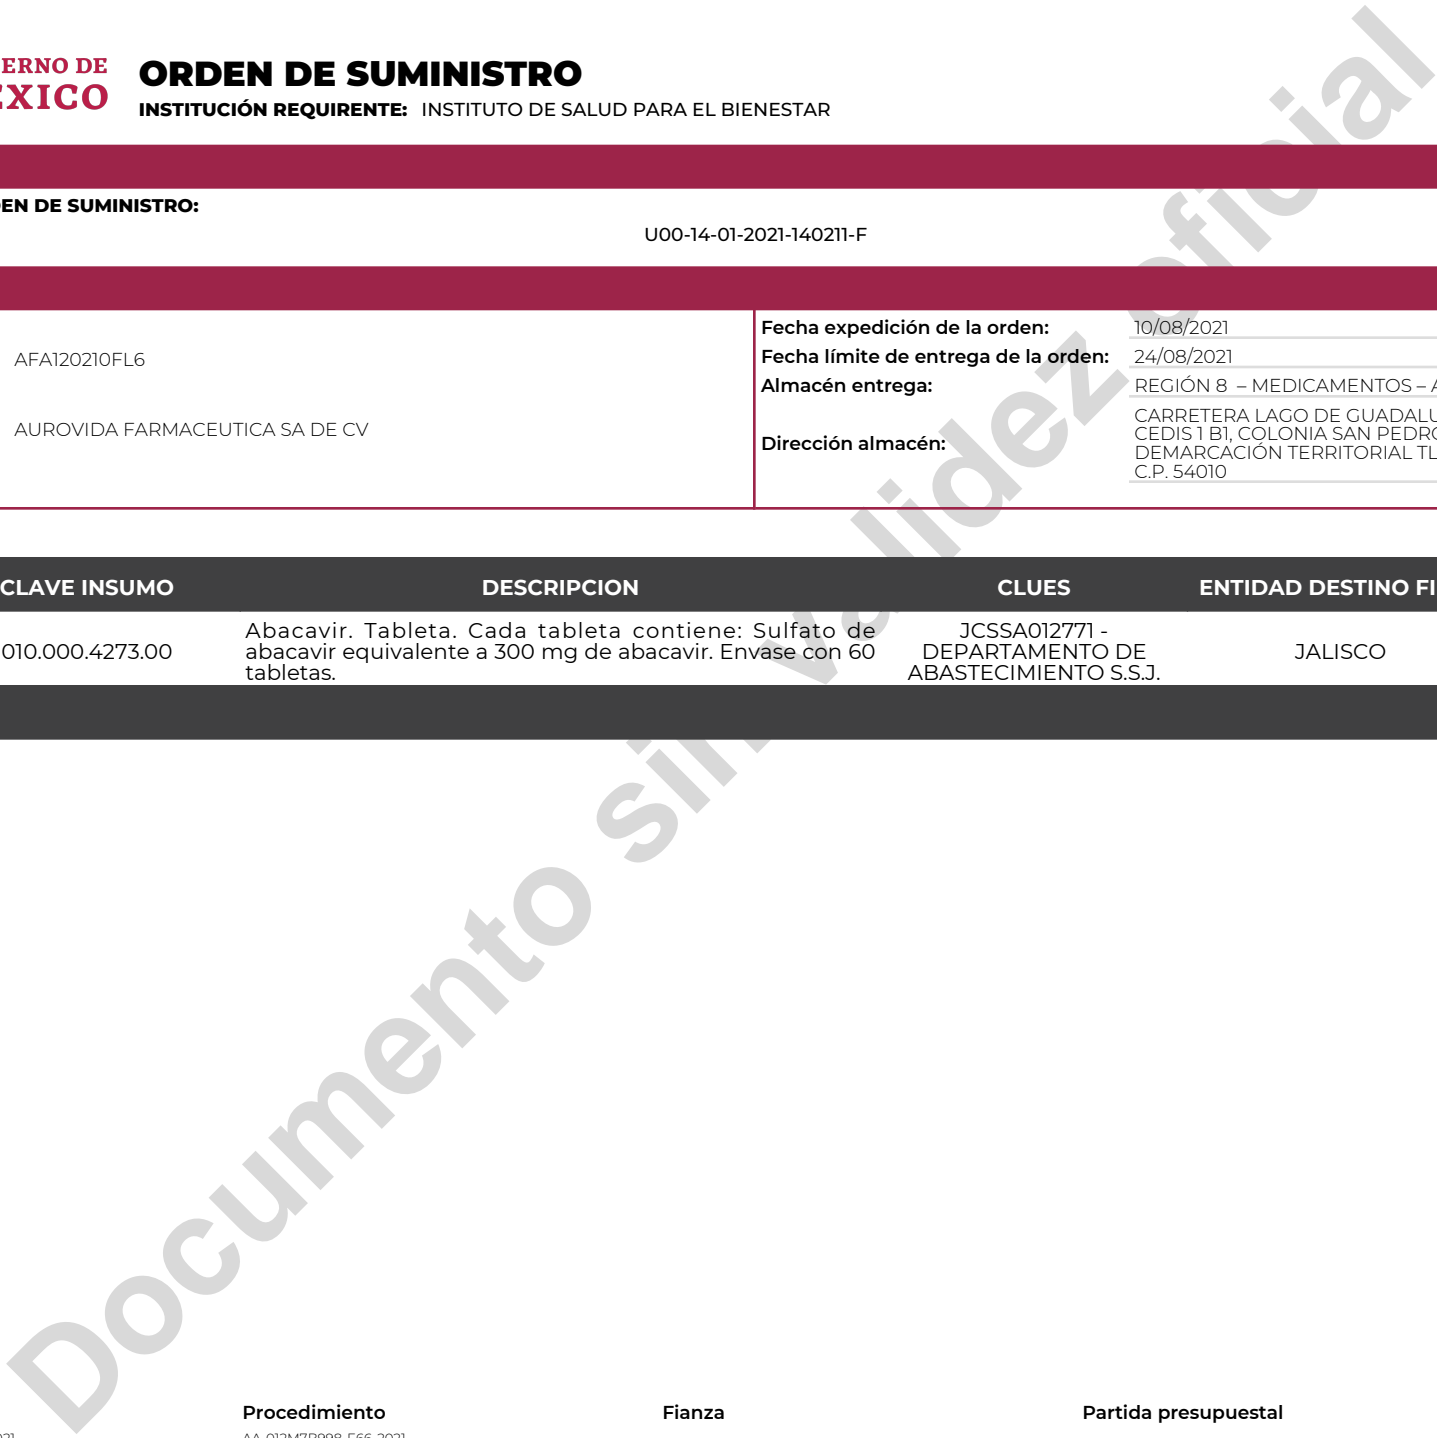 ERNO DE
ORDEN DE SUMINISTRO
EXICO
INSTITUCIÓN REQUIRENTE: INSTITUTO DE SALUD PARA EL BIENESTAR
EN DE SUMINISTRO:
U00-14-01-2021-140211-F
AFA120210FL6
AUROVIDA FARMACEUTICA SA DE CV
Fecha expedición de la orden: 10/08/2021
Fecha límite de entrega de la orden: 24/08/2021
Almacén entrega: REGIÓN 8 – MEDICAMENTOS – A
Dirección almacén:
CARRETERA LAGO DE GUADALU
CEDIS 1 B1, COLONIA SAN PEDRO
DEMARCACIÓN TERRITORIAL TL
C.P. 54010
CLAVE INSUMO DESCRIPCION CLUES ENTIDAD DESTINO FI
010.000.4273.00
Abacavir. Tableta. Cada tableta contiene: Sulfato de
abacavir equivalente a 300 mg de abacavir. Envase con 60
tabletas.
JCSSA012771 -
DEPARTAMENTO DE
ABASTECIMIENTO S.S.J.
JALISCO
Documento sin validez oficial
Procedimiento Fianza Partida presupuestal